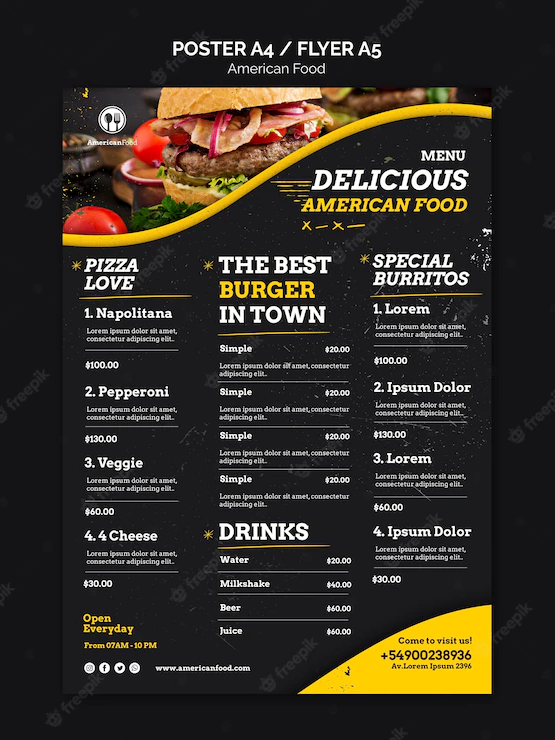 POSTER A4 / FLYER A5
American Food
AmericanFood
MENU
DELICIOUS
AMERICAN FOOD
PIZZA
LOVE
1. Napolitana
Lorem ipsum dolor sit amet,
consectetur adipiscing elit..
$100.00
2. Pepperoni
Lorem ipsum dolor sit amet,
consectetur adipiscing elit..
$130.00
3. Veggie
Lorem ipsum dolor sit amet,
consectetur adipiscing elit..
$60.00
4. 4 Cheese
Lorem ipsum dolor sit amet,
consectetur adipiscing elit..
$30.00
Open
Everyday
From 07AM - 10 PM
www.americanfood.com
THE BEST
BURGER
IN TOWN
Simple $20.00
Lorem ipsum dolor sit amet, consectetur
adipiscing elit..
Simple $20.00
Lorem ipsum dolor sit amet, consectetur
adipiscing elit..
Simple $20.00
Lorem ipsum dolor sit amet, consectetur
adipiscing elit..
Simple $20.00
Lorem ipsum dolor sit amet, consectetur
adipiscing elit..
DRINKS
Water $20.00
Milkshake $40.00
Beer $60.00
Juice $60.00
SPECIAL
BURRITOS
1. Lorem
Lorem ipsum dolor sit amet,
consectetur adipiscing elit..
$100.00
2. Ipsum Dolor
Lorem ipsum dolor sit amet,
consectetur adipiscing elit..
$130.00
3. Lorem
Lorem ipsum dolor sit amet,
consectetur adipiscing elit..
$60.00
4. Ipsum Dolor
Lorem ipsum dolor sit amet,
consectetur adipiscing elit..
$30.00
Come to visit us!
+54900238936
Av.Lorem Ipsum 2396
freepik